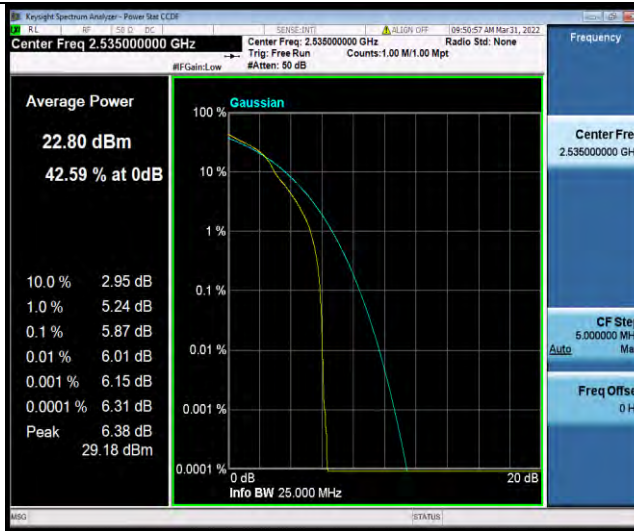 Keysight Spectrum Analyzer - Power Stat CCDF
RL RF 50 Ω DC SENSE:INT ALIGN OFF 09:50:57 AM Mar 31, 2022
Center Freq 2.535000000 GHz
Center Freq: 2.535000000 GHz Radio Std: None
Trig: Free Run Counts:1.00 M/1.00 Mpt
#IFGain:Low #Atten: 50 dB
Frequency
Average Power
22.80 dBm
42.59 % at 0dB
10.0 % 2.95 dB
1.0 % 5.24 dB
0.1 % 5.87 dB
0.01 % 6.01 dB
0.001 % 6.15 dB
0.0001 % 6.31 dB
Peak 6.38 dB
29.18 dBm
Gaussian
100 %
10 %
1 %
0.1 %
0.01 %
0.001 %
0.0001 %
0 dB 20 dB
Info BW 25.000 MHz
Center Fre
2.535000000 GH
CF Ste
5.000000 MH
Auto Ma
Freq Offse
0 H
MSG STATUS